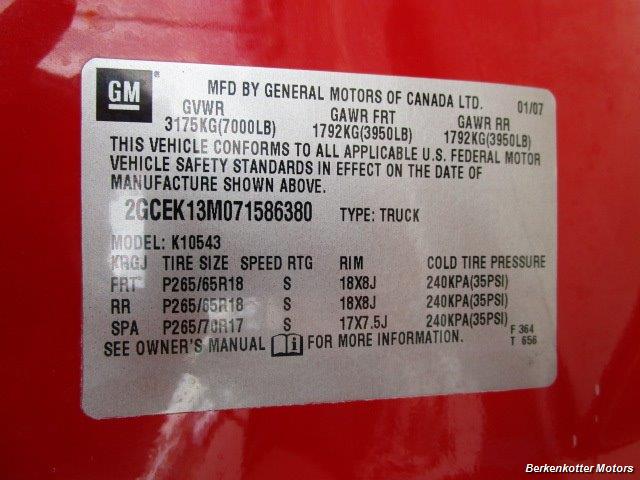 GM MFD BY GENERAL MOTORS OF CANADA LTD. 01/07
GVWR GAWR FRT GAWR RR
3175KG(7000LB) 1792KG(3950LB) 1792KG(3950LB)
THIS VEHICLE CONFORMS TO ALL APPLICABLE U.S. FEDERAL MOTOR
VEHICLE SAFETY STANDARDS IN EFFECT ON THE DATE OF
MANUFACTURE SHOWN ABOVE.
2GCEK13M071586380 TYPE: TRUCK
MODEL: K10543
KRGJ TIRE SIZE SPEED RTG RIM COLD TIRE PRESSURE
FRT P265/65R18 S 18X8J 240KPA(35PSI)
RR P265/65R18 S 18X8J 240KPA(35PSI)
SPA P265/70R17 S 17X7.5J 240KPA(35PSI)
SEE OWNER'S MANUAL FOR MORE INFORMATION. F 364
T 656
Berkenkotter Motors